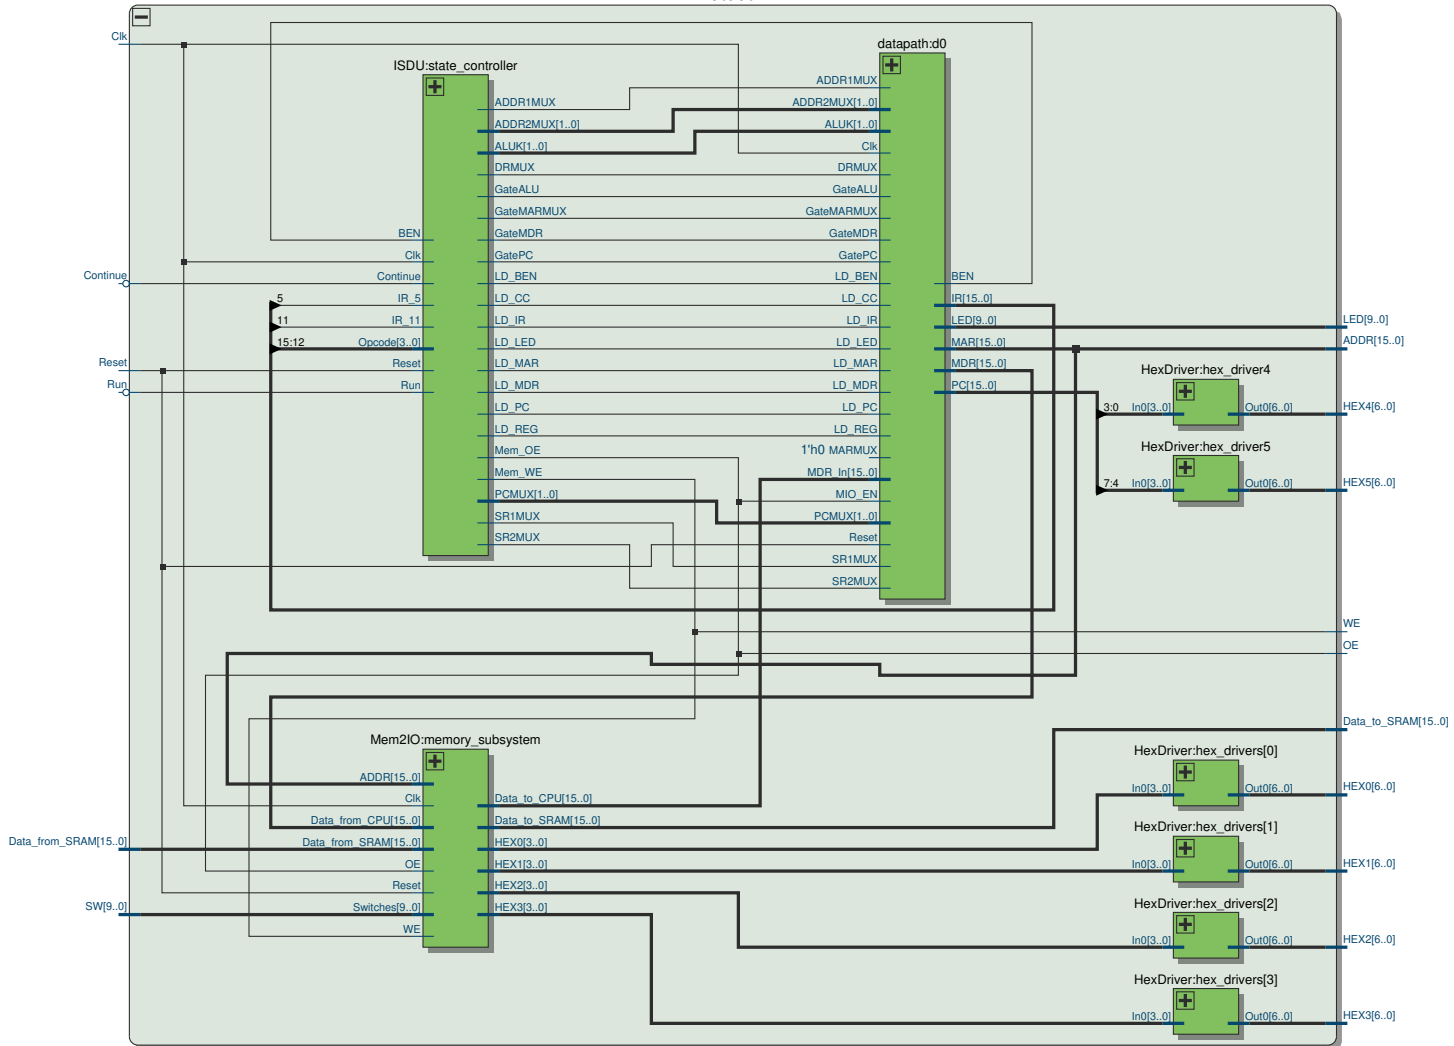 Clk
Continue
Reset
Run
Data_from_SRAM[15..0]
SW[9..0]
ISDU:state_controller
BEN
Clk
Continue
5
IR_5
11
IR_11
15:12
Opcode[3..0]
Reset
Run
ADDR1MUX
ADDR2MUX[1..0]
ALUK[1..0]
DRMUX
GateALU
GateMARMUX
GateMDR
GatePC
LD_BEN
LD_CC
LD_IR
LD_LED
LD_MAR
LD_MDR
LD_PC
LD_REG
Mem_OE
Mem_WE
PCMUX[1..0]
SR1MUX
SR2MUX
datapath:d0
ADDR1MUX
ADDR2MUX[1..0]
ALUK[1..0]
Clk
DRMUX
GateALU
GateMARMUX
GateMDR
GatePC
LD_BEN
LD_CC
LD_IR
LD_LED
LD_MAR
LD_MDR
LD_PC
LD_REG
1'h0 MARMUX
MDR_In[15..0]
MIO_EN
PCMUX[1..0]
Reset
SR1MUX
SR2MUX
BEN
IR[15..0]
LED[9..0]
MAR[15..0]
MDR[15..0]
PC[15..0]
HexDriver:hex_driver4
3:0
In0[3..0]
Out0[6..0]
HexDriver:hex_driver5
7:4
In0[3..0]
Out0[6..0]
Mem2IO:memory_subsystem
ADDR[15..0]
Clk
Data_from_CPU[15..0]
Data_from_SRAM[15..0]
OE
Reset
Switches[9..0]
WE
Data_to_CPU[15..0]
Data_to_SRAM[15..0]
HEX0[3..0]
HEX1[3..0]
HEX2[3..0]
HEX3[3..0]
HexDriver:hex_drivers[0]
In0[3..0]
Out0[6..0]
HexDriver:hex_drivers[1]
In0[3..0]
Out0[6..0]
HexDriver:hex_drivers[2]
In0[3..0]
Out0[6..0]
HexDriver:hex_drivers[3]
In0[3..0]
Out0[6..0]
LED[9..0]
ADDR[15..0]
HEX4[6..0]
HEX5[6..0]
WE
OE
Data_to_SRAM[15..0]
HEX0[6..0]
HEX1[6..0]
HEX2[6..0]
HEX3[6..0]